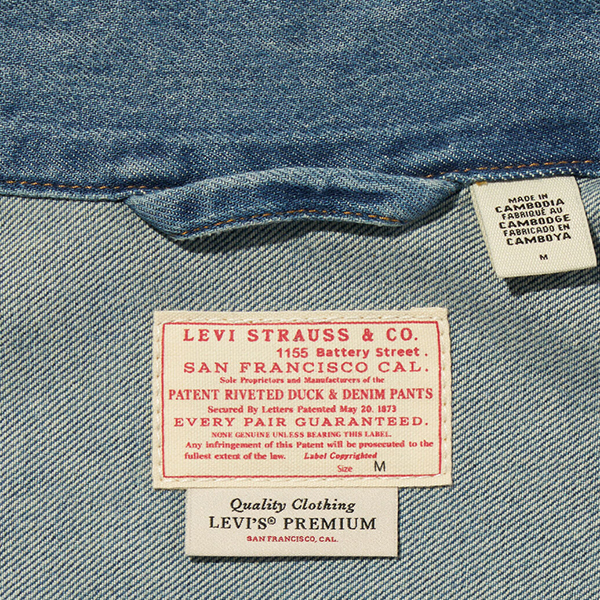 MADE IN
CAMBODIA
FABRIQUÉ AU
CAMBODGE
FABRICADO EN
CAMBOYA
M
LEVI STRAUSS & CO.
1155 Battery Street.
SAN FRANCISCO CAL.
Sole Proprietors and Manufacturers of the
PATENT RIVETED DUCK & DENIM PANTS
Secured By Letters Patented May 20, 1873
EVERY PAIR GUARANTEED.
NONE GENUINE UNLESS BEARING THIS LABEL.
Any infringement of this Patent will be prosecuted to the
fullest extent of the law. Label Copyrighted
Size M
Quality Clothing
LEVI'S® PREMIUM
SAN FRANCISCO, CAL.